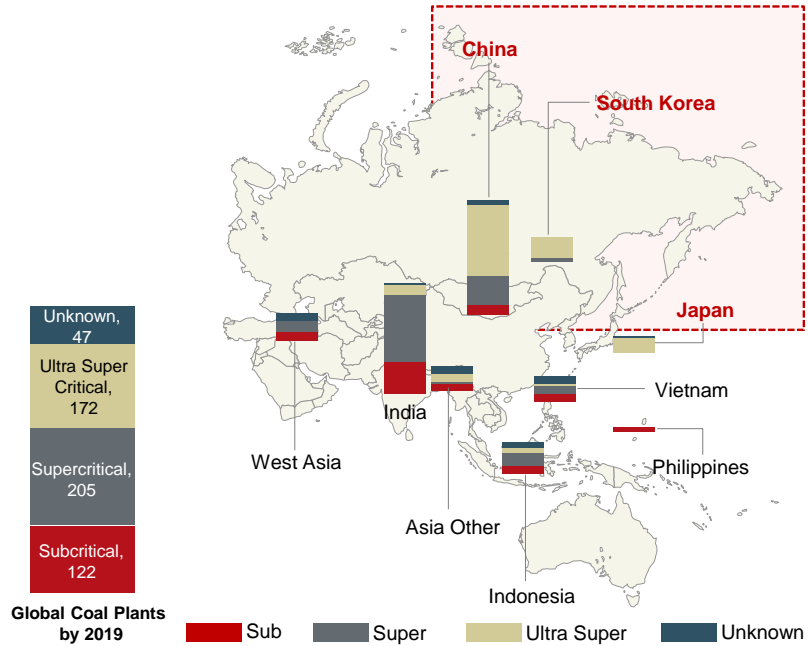 China
South Korea
Japan
Unknown,
47
Ultra Super
Critical,
172
Supercritical,
205
Subcritical,
122
Global Coal Plants
by 2019
India
Vietnam
West Asia
Philippines
Asia Other
Indonesia
Sub
Super
Ultra Super
Unknown